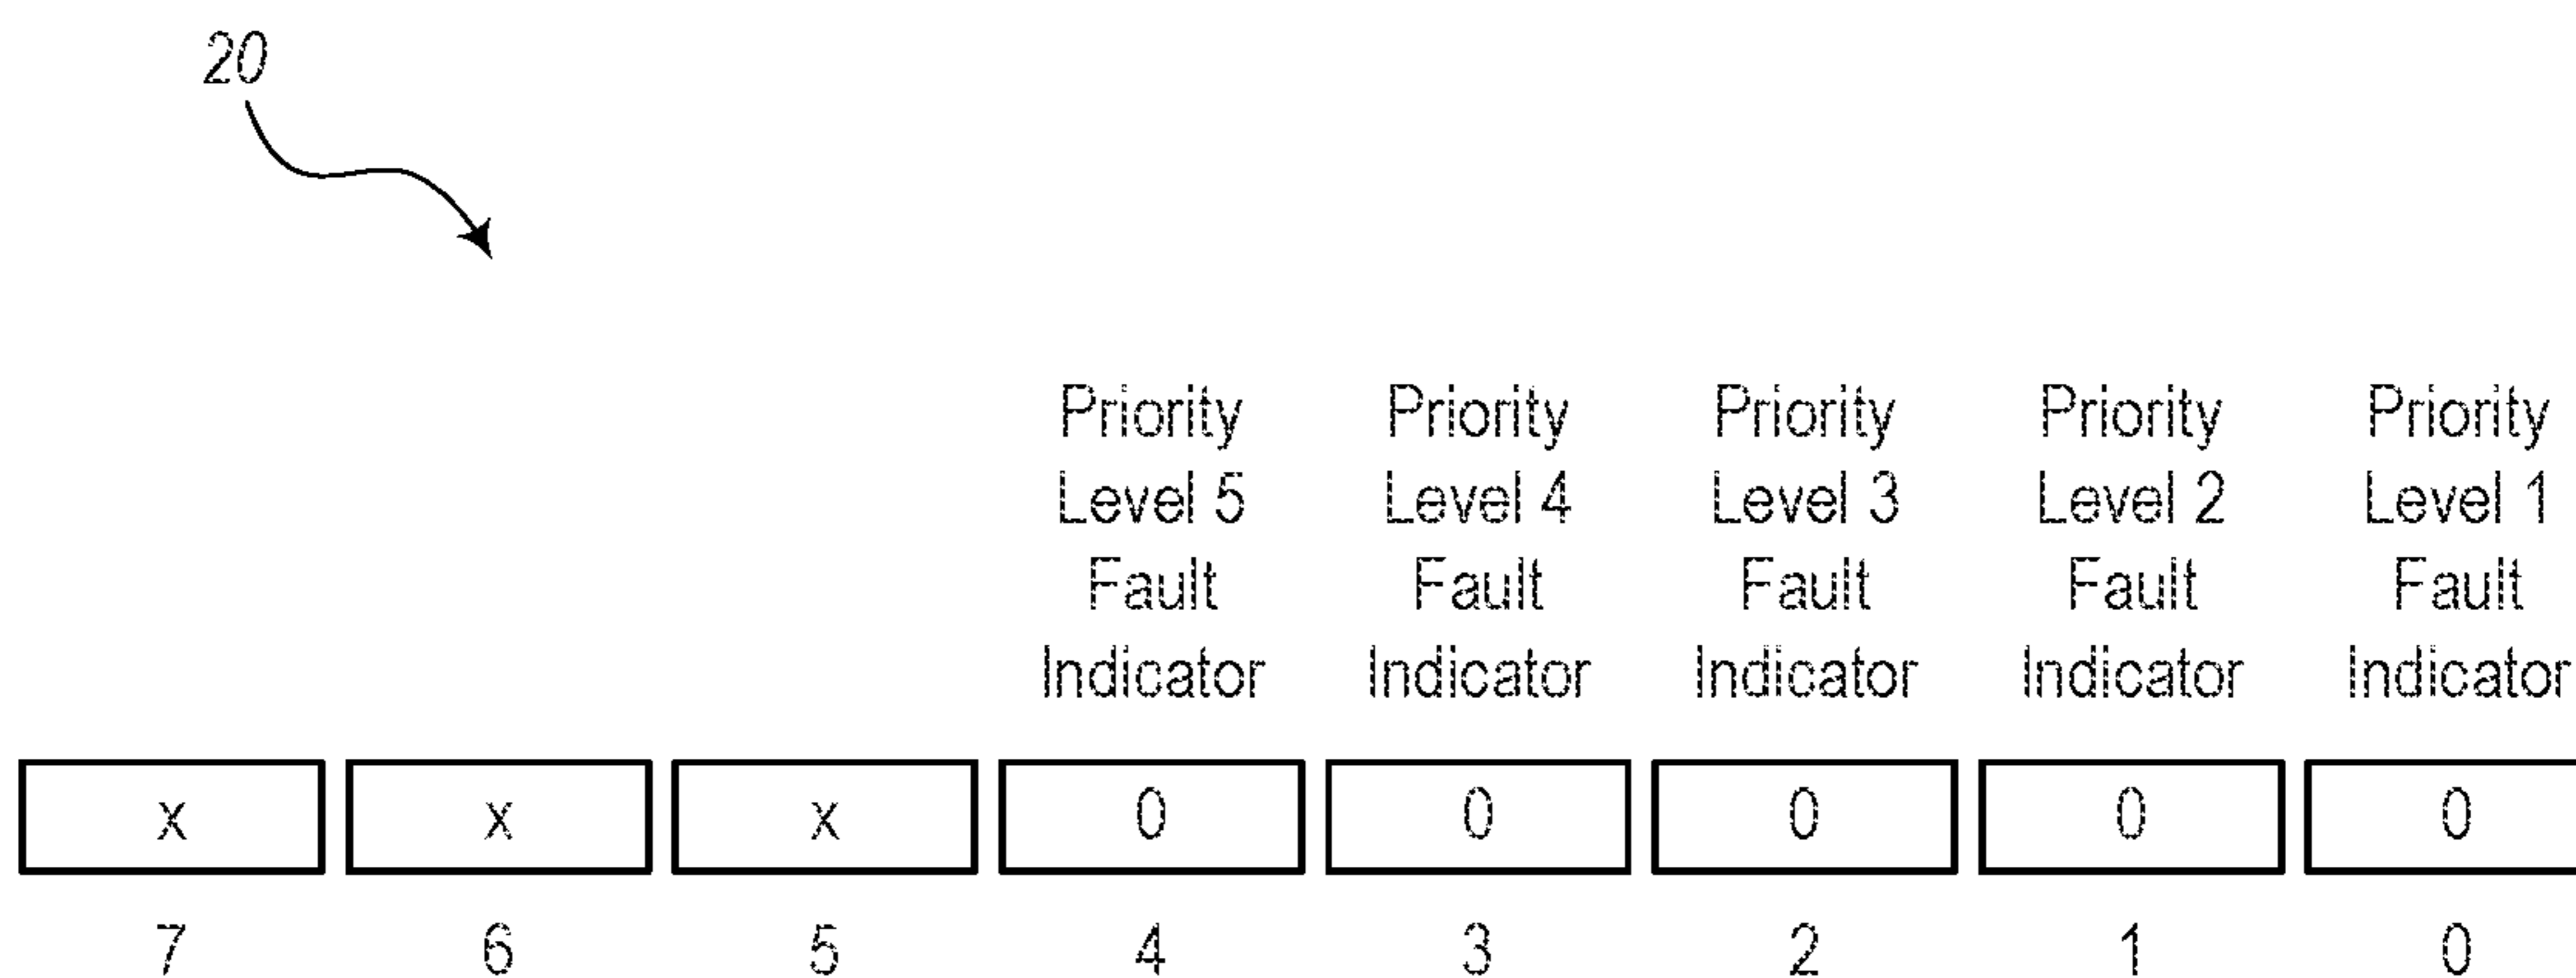 20
Priority Priority Priority Priority Priority
Level 5 Level 4 Level 3 Level 2 Level 1
Fault Fault Fault Fault Fault
Indicator Indicator Indicator Indicator Indicator
x x x 0 0 0 0 0
7 6 5 4 3 2 1 0